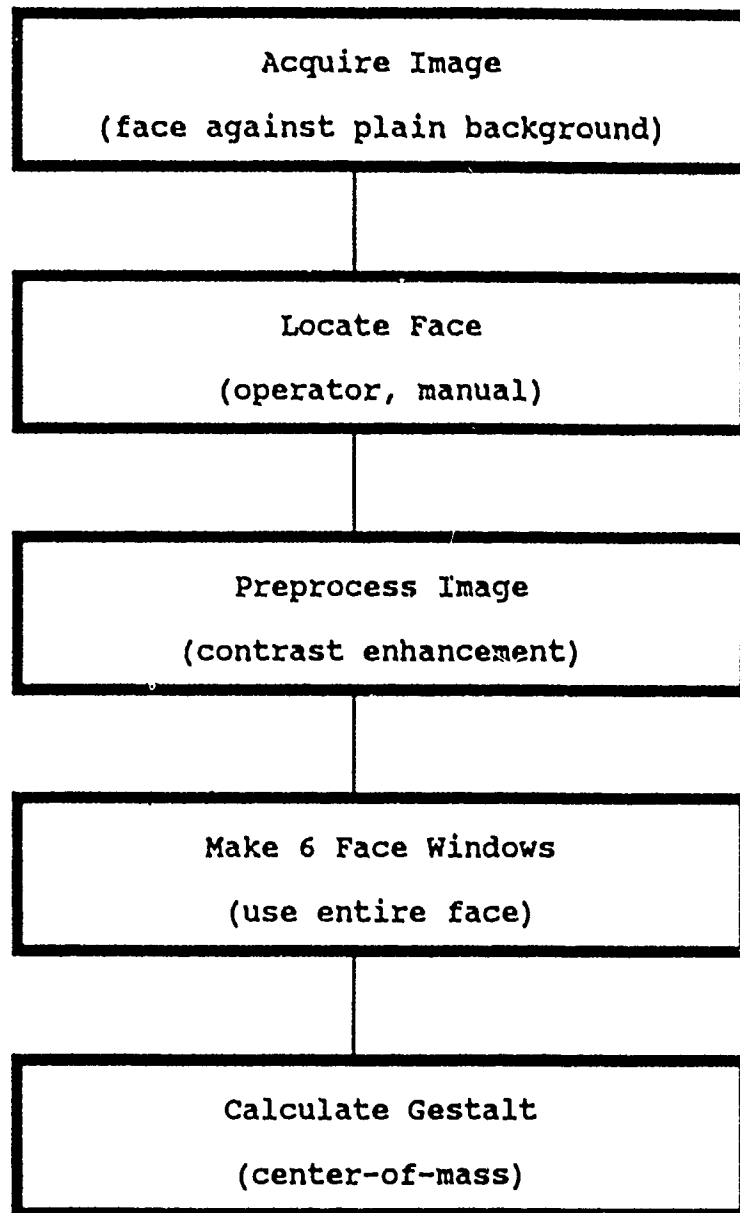 Acquire Image
(face against plain background)
Locate Face
(operator, manual)
Preprocess Image
(contrast enhancement)
Make 6 Face Windows
(use entire face)
Calculate Gestalt
(center-of-mass)